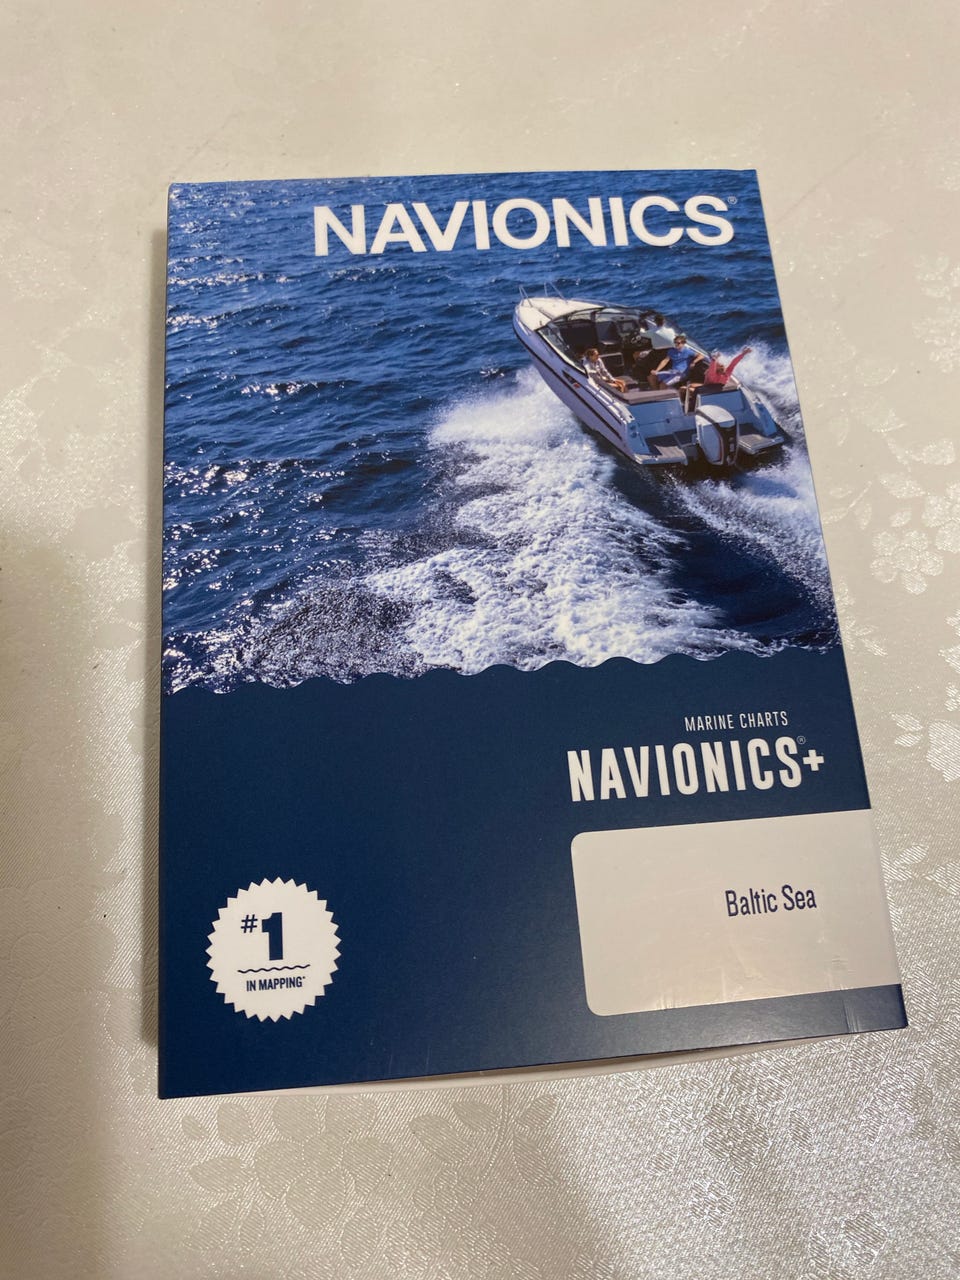 NAVIONICS®
MARINE CHARTS
NAVIONICS®+
Baltic Sea
#1
IN MAPPING*